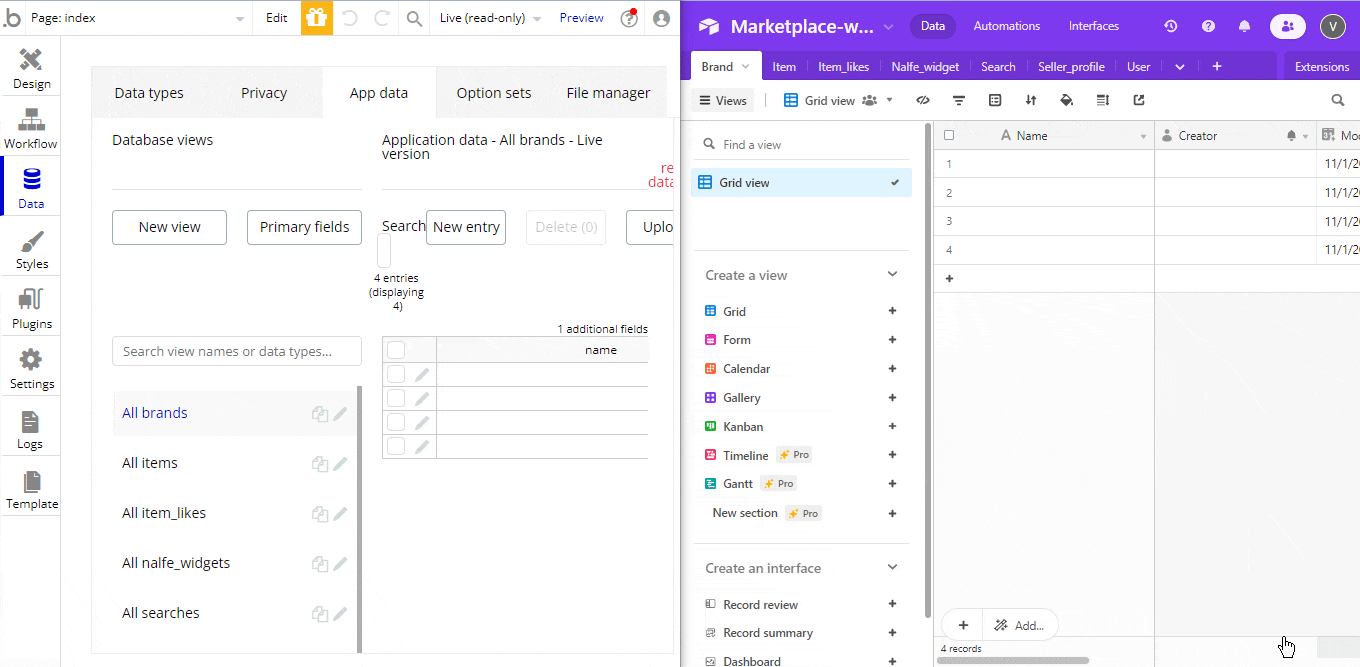 b Page: index Edit Live (read-only) Preview ?
Design
Workflow
Data
Styles
Plugins
Settings
Logs
Template
Data types Privacy App data Option sets File manager
Database views
Application data - All brands - Live
version
re
data
New view Primary fields Search New entry Delete (0) Uplo
4 entries
(displaying
4)
1 additional fields
name
Search view names or data types...
All brands
All items
All item_likes
All nalfe_widgets
All searches
Marketplace-w... Data Automations Interfaces ? V
Brand Item Item_likes Nalfe_widget Search Seller_profile User + Extensions
Views Grid view
Find a view
Grid view
Create a view
Grid +
Form +
Calendar +
Gallery +
Kanban +
Timeline Pro +
Gantt Pro +
New section Pro +
Create an interface
Record review +
Record summary +
Dashboard +
A Name Creator Mod
1 11/1/20
2 11/1/20
3 11/1/20
4 11/1/20
+
+ Add...
4 records